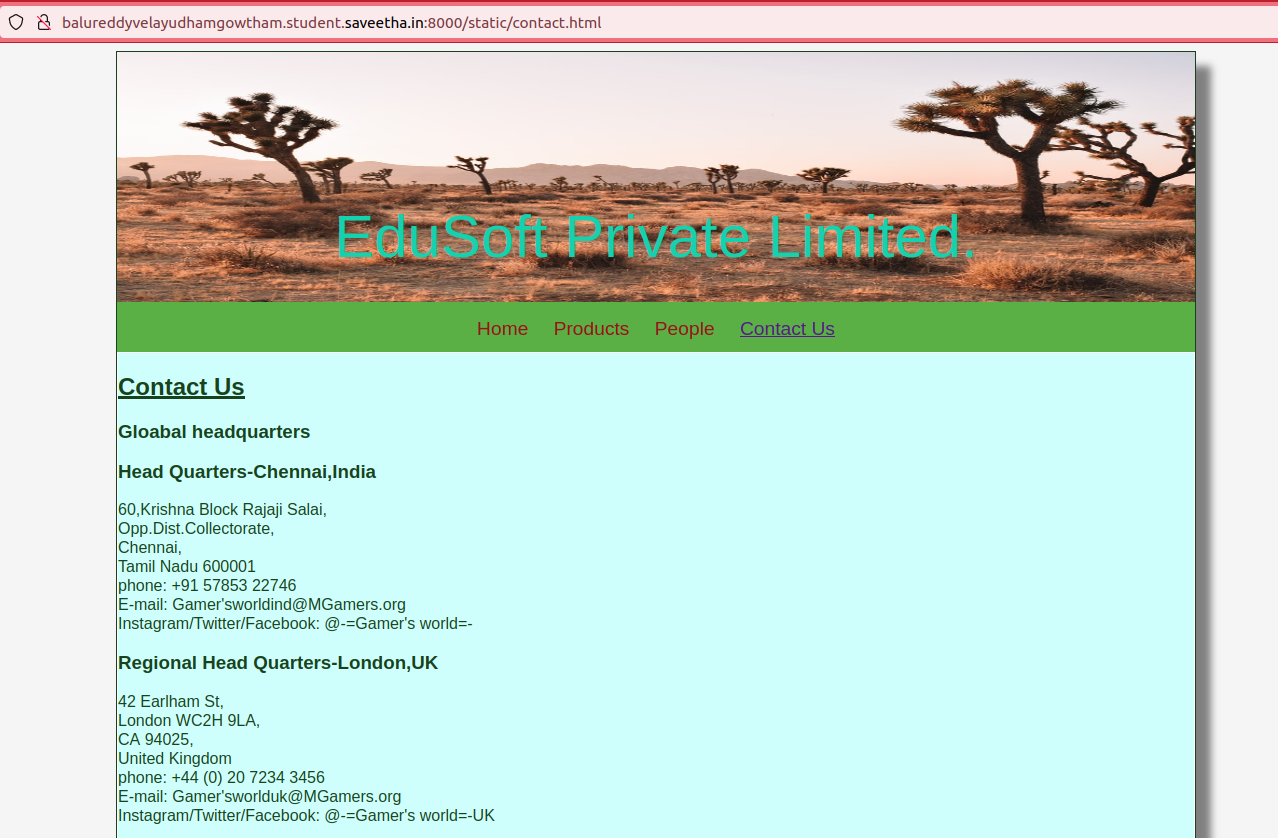 balureddyvelayudhamgowtham.student.saveetha.in:8000/static/contact.html
EduSoft Private Limited.
Home Products People Contact Us
Contact Us
Gloabal headquarters
Head Quarters-Chennai,India
60,Krishna Block Rajaji Salai,
Opp.Dist.Collectorate,
Chennai,
Tamil Nadu 600001
phone: +91 57853 22746
E-mail: Gamer'sworldind@MGamers.org
Instagram/Twitter/Facebook: @-=Gamer's world=-
Regional Head Quarters-London,UK
42 Earlham St,
London WC2H 9LA,
CA 94025,
United Kingdom
phone: +44 (0) 20 7234 3456
E-mail: Gamer'sworlduk@MGamers.org
Instagram/Twitter/Facebook: @-=Gamer's world=-UK